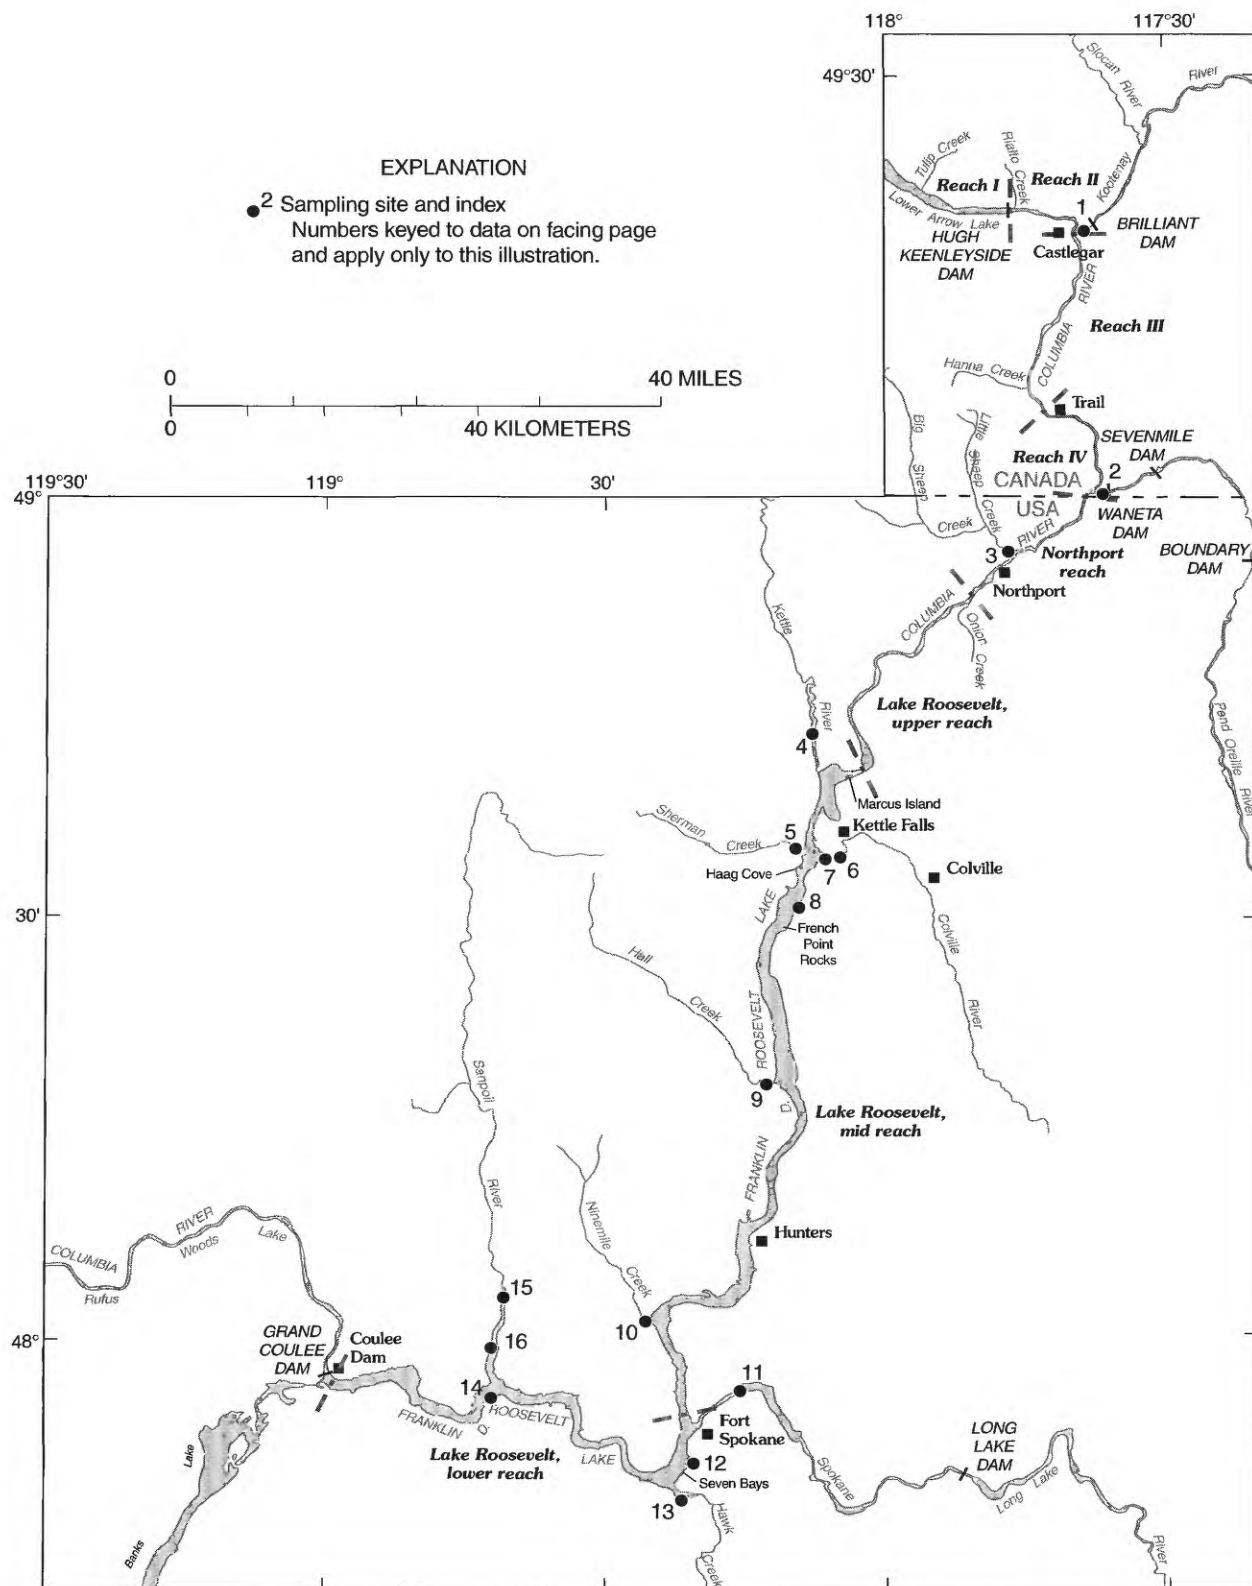 118°
117°30'
49°30'
Slocan
River
River
Kootenay
EXPLANATION
2 Sampling site and index
Numbers keyed to data on facing page
and apply only to this illustration.
Tulip Creek
Rialto
Creek
Reach I
Reach II
1
Lower Arrow Lake
HUGH
KEENLEYSIDE
DAM
Castlegar
BRILLIANT
DAM
COLUMBIA
RIVER
Reach III
0
40 MILES
0
40 KILOMETERS
Hanna Creek
Trail
Big
Sheep
Creek
Little
Sheep
Creek
Reach IV
SEVENMILE
DAM
2
CANADA
USA
WANETA
DAM
119°30'
49°
119°
30'
3
RIVER
Northport
reach
BOUNDARY
DAM
Northport
COLUMBIA
Onion
Creek
Kettle
River
4
Lake Roosevelt,
upper reach
Pend Oreille
River
Marcus Island
Kettle Falls
Sherman
Creek
5
6
7
Haag Cove
Colville
8
30'
LAKE
French
Point
Rocks
Colville
River
Hall
Creek
ROOSEVELT
9
D.
Lake Roosevelt,
mid reach
FRANKLIN
Sanpoil
River
Ninemile
Creek
Hunters
COLUMBIA
RIVER
Rufus
Woods
Lake
15
10
48°
16
GRAND
COULEE
DAM
Coulee
Dam
14
11
FRANKLIN
D.
ROOSEVELT
LAKE
Lake Roosevelt,
lower reach
Fort
Spokane
12
Seven Bays
13
Hawk
Creek
Spokane
LONG
LAKE
DAM
Long Lake
River
Banks
Lake